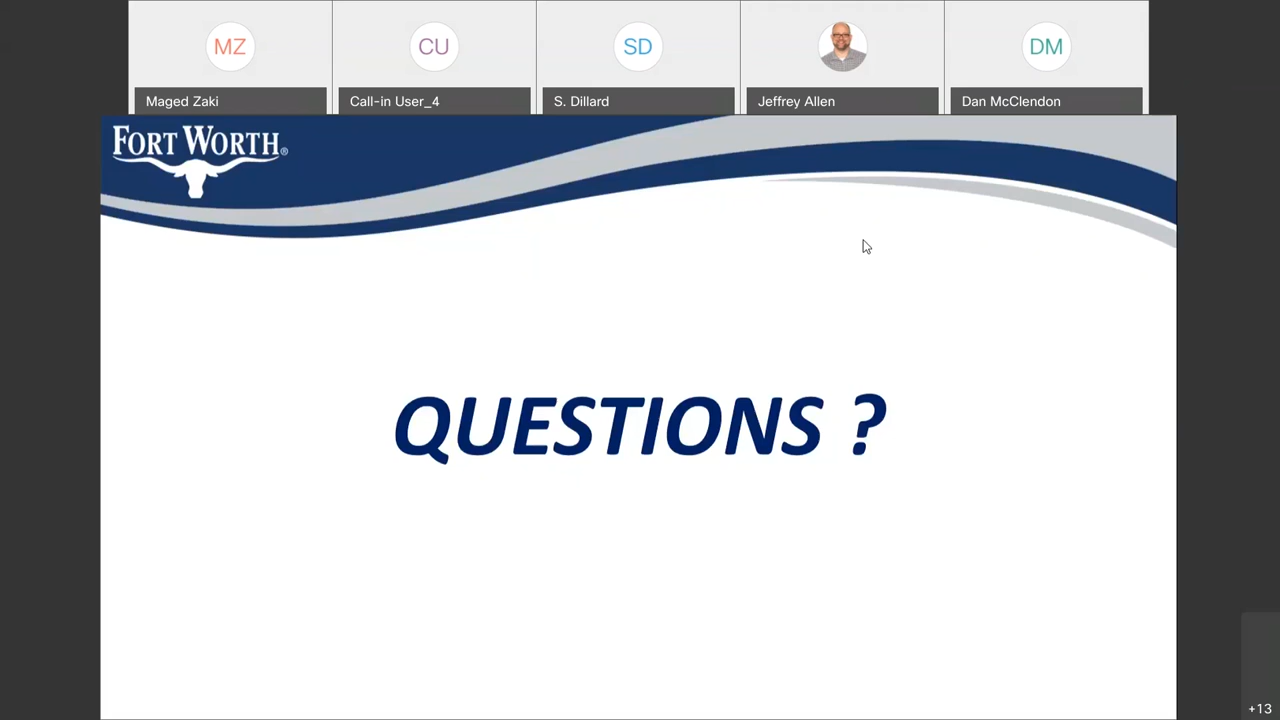 MZ
CU
SD
DM
Maged Zaki
Call-in User_4
S. Dillard
Jeffrey Allen
Dan McClendon
FORT WORTH®
QUESTIONS ?
+13